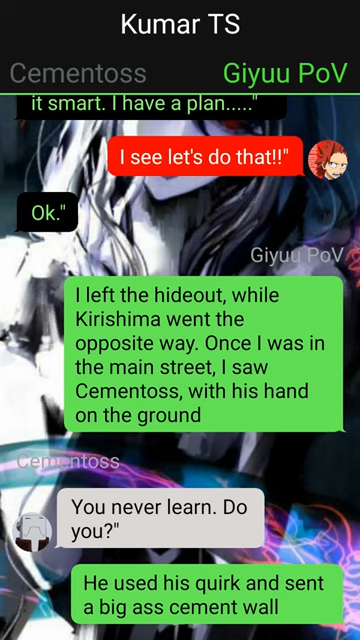 Kumar TS
Cementoss
Giyuu PoV
it smart. I have a plan....."
I see let's do that!!"
Ok."
Giyuu PoV
I left the hideout, while
Kirishima went the
opposite way. Once I was in
the main street, I saw
Cementoss, with his hand
on the ground
Cementoss
You never learn. Do
you?"
He used his quirk and sent
a big ass cement wall